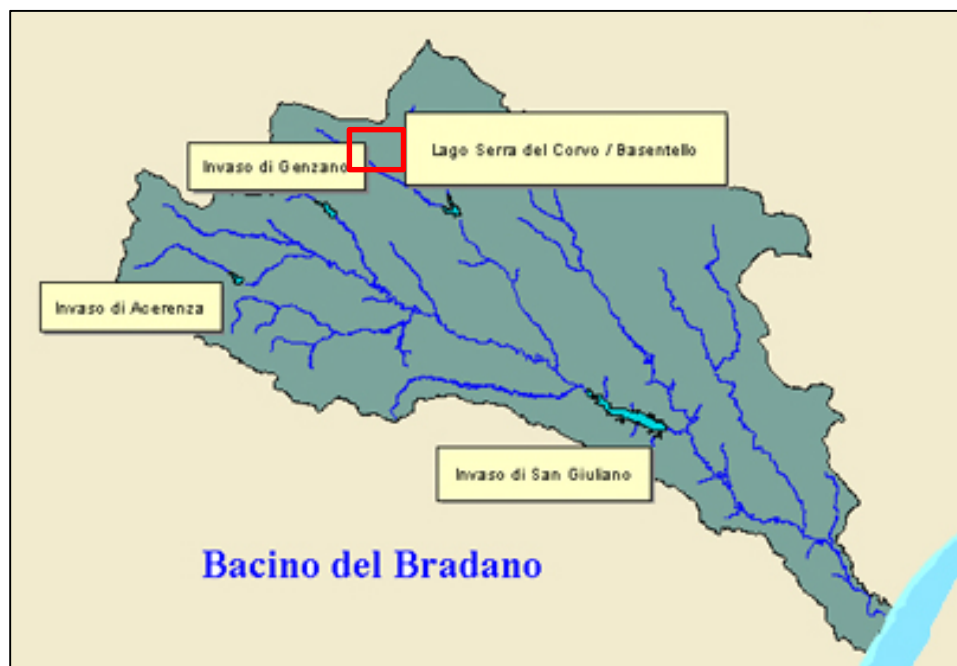 Lago Serra del Corvo / Basentello
Invaso di Genzano
Invaso di Acerenza
Invaso di San Giuliano
Bacino del Bradano